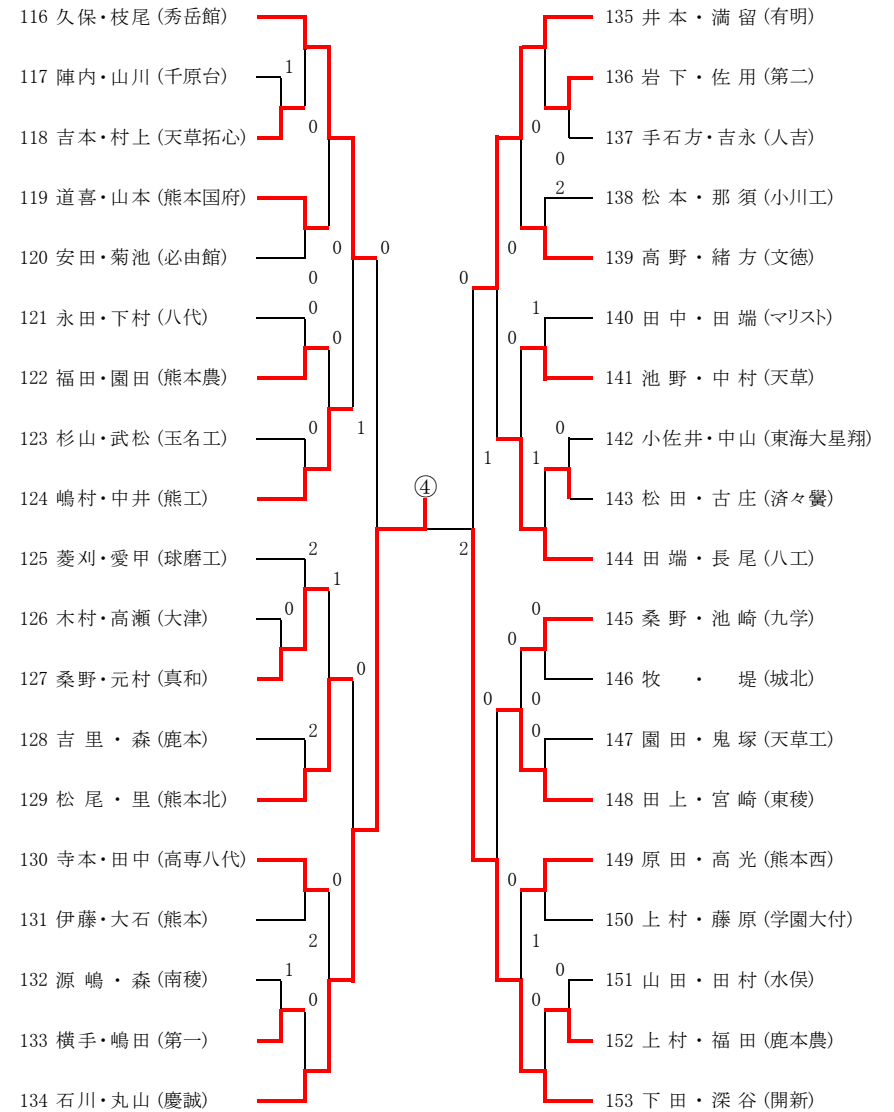 116 久保・枝尾 (秀岳館)
117 陣内・山川 (千原台)
118 吉本・村上 (天草拓心)
119 道喜・山本 (熊本国府)
120 安田・菊池 (必由館)
121 永田・下村 (八代)
122 福田・園田 (熊本農)
123 杉山・武松 (玉名工)
124 嶋村・中井 (熊工)
125 菱刈・愛甲 (球磨工)
126 木村・高瀬 (大津)
127 桑野・元村 (真和)
128 吉里・森 (鹿本)
129 松尾・里 (熊本北)
130 寺本・田中 (高専八代)
131 伊藤・大石 (熊本)
132 源嶋・森 (南稜)
133 横手・嶋田 (第一)
134 石川・丸山 (慶誠)
1
0
0
0
0
0
0
0
1
2
1
0
0
2
0
2
1
0
④
135 井本・満留 (有明)
136 岩下・佐用 (第二)
137 手石方・吉永 (人吉)
138 松本・那須 (小川工)
139 高野・緒方 (文徳)
140 田中・田端 (マリスト)
141 池野・中村 (天草)
142 小佐井・中山 (東海大星翔)
143 松田・古庄 (済々黌)
144 田端・長尾 (八工)
145 桑野・池崎 (九学)
146 牧・堤 (城北)
147 園田・鬼塚 (天草工)
148 田上・宮崎 (東稜)
149 原田・高光 (熊本西)
150 上村・藤原 (学園大付)
151 山田・田村 (水俣)
152 上村・福田 (鹿本農)
153 下田・深谷 (開新)
0
0
2
0
0
1
0
0
1
1
2
0
0
0
0
0
0
1
0
0